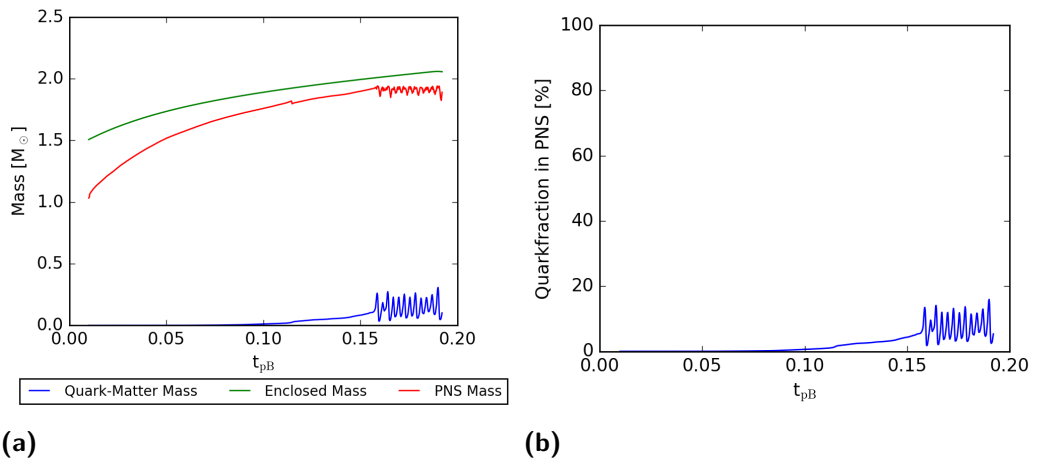 2.5
2.0
1.5
1.0
0.5
0.0
Mass [M☉]
0.00 0.05 0.10 0.15 0.20
t_pB
Quark-Matter Mass Enclosed Mass PNS Mass
(a)
100
80
60
40
20
0
Quarkfraction in PNS [%]
0.00 0.05 0.10 0.15 0.20
t_pB
(b)